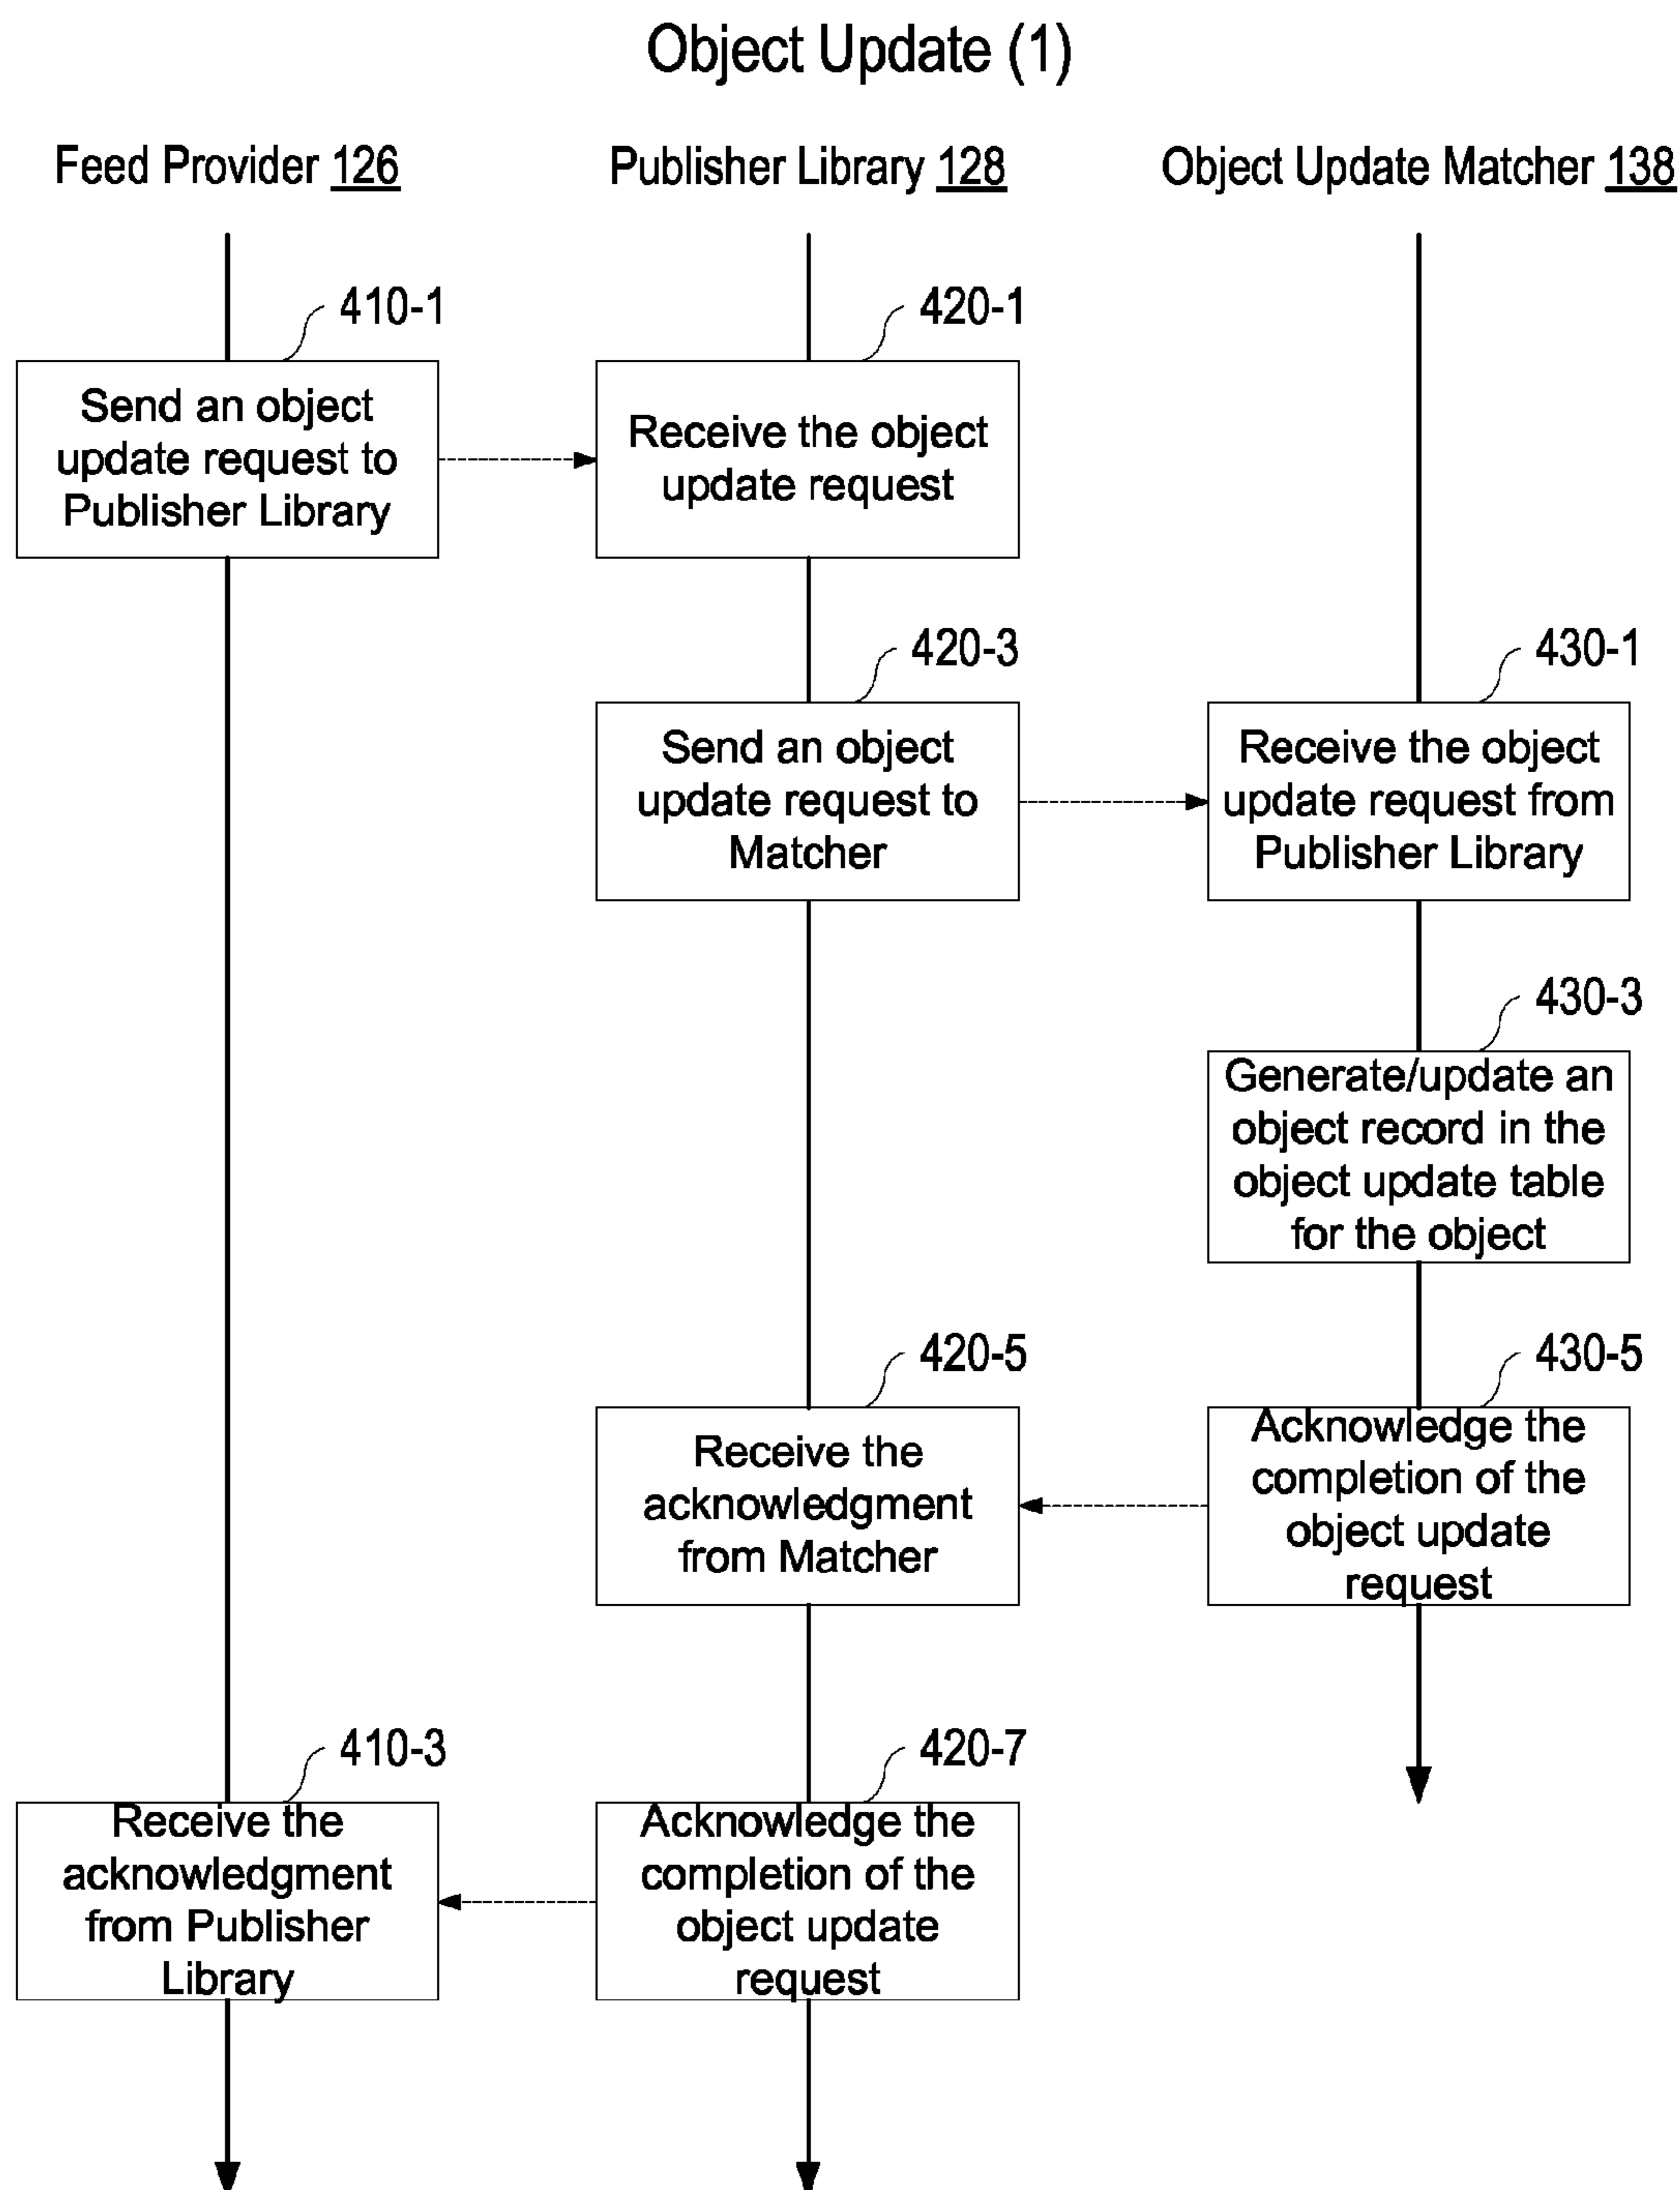 Object Update (1)
Feed Provider 126
Publisher Library 128
Object Update Matcher 138
410-1
420-1
Send an object
update request to
Publisher Library
Receive the object
update request
420-3
430-1
Send an object
update request to
Matcher
Receive the object
update request from
Publisher Library
430-3
Generate/update an
object record in the
object update table
for the object
420-5
430-5
Receive the
acknowledgment
from Matcher
Acknowledge the
completion of the
object update
request
410-3
420-7
Receive the
acknowledgment
from Publisher
Library
Acknowledge the
completion of the
object update
request